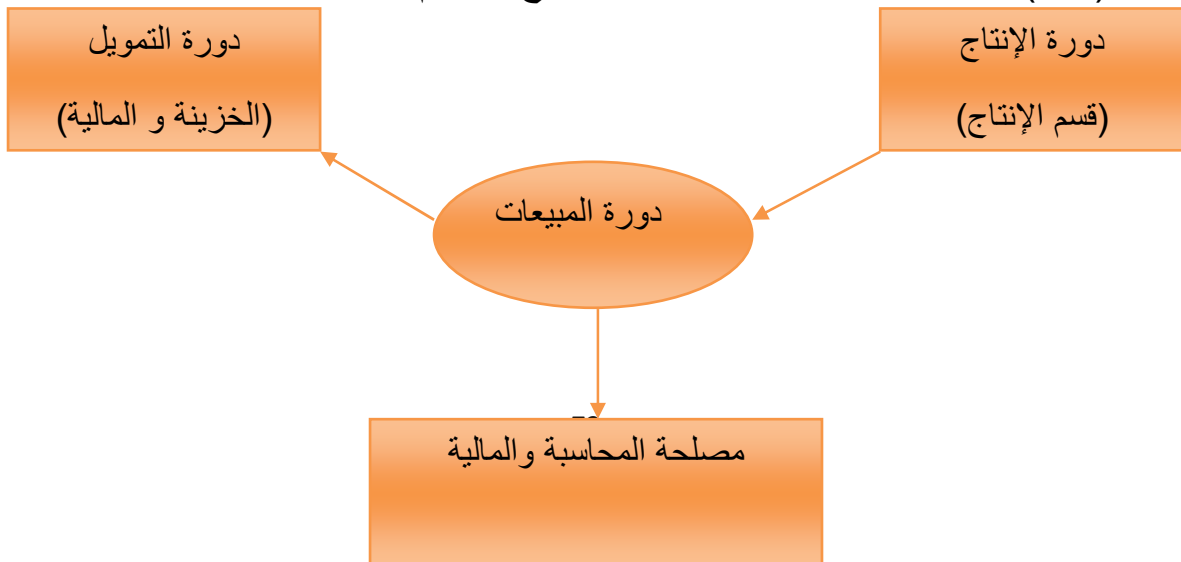 دورة الإنتاج
(قسم الإنتاج)
دورة التمويل
(الخزينة و المالية)
دورة المبيعات
مصلحة المحاسبة والمالية